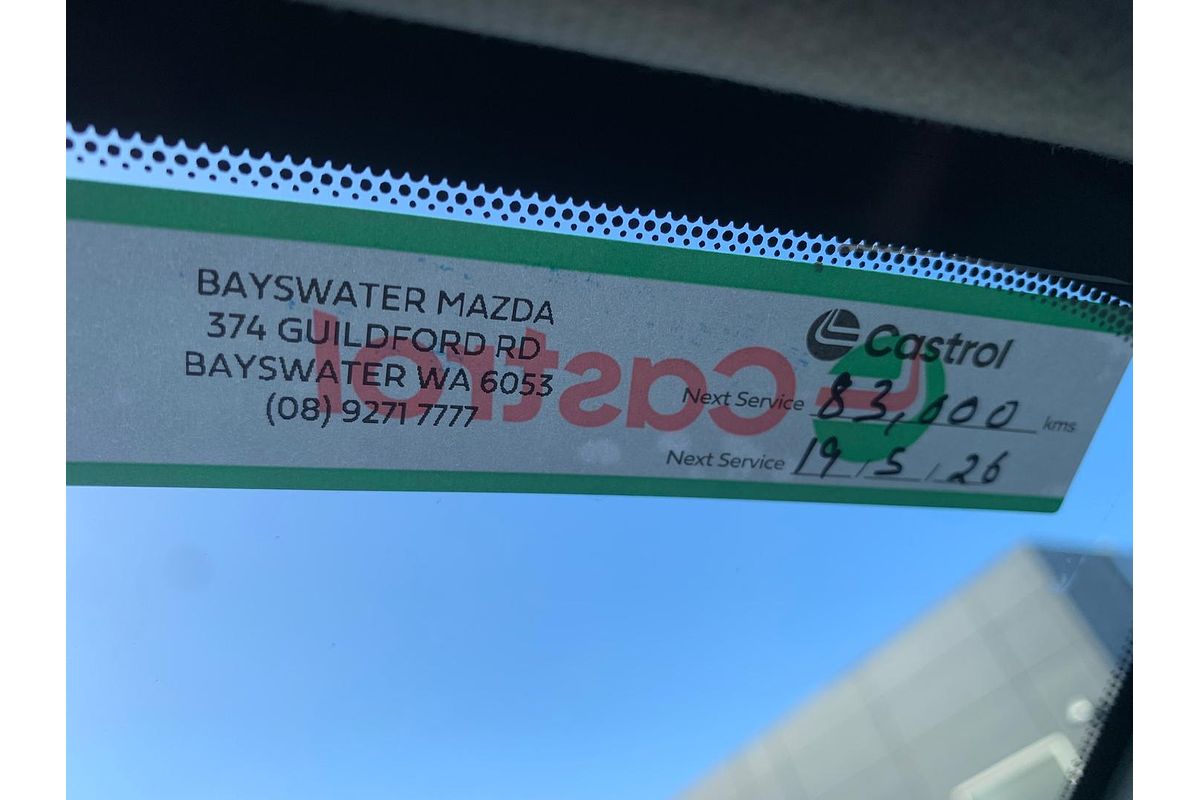 BAYSWATER MAZDA
374 GUILDFORD RD
BAYSWATER WA 6053
(08) 9271 7777
Castrol
Castrol
Next Service 83,000 kms
Next Service 19/5/26